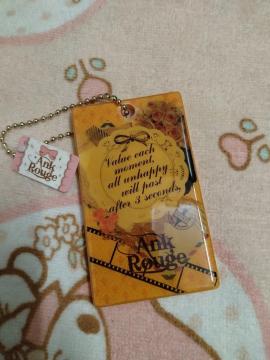 Value each
moment,
all unhappy
will past
after 3 seconds,
Ank
Rouge
Ank
Rouge